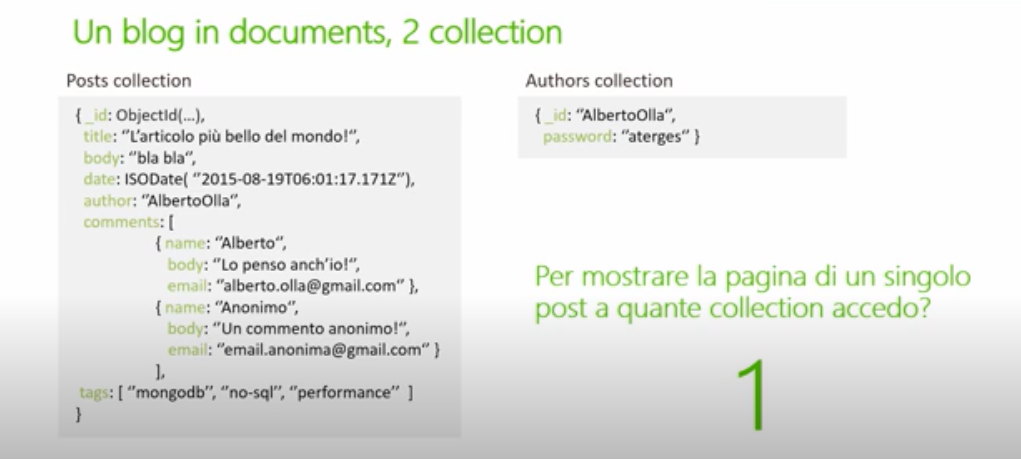 Un blog in documents, 2 collection
Posts collection
{ _id: ObjectId(...),
title: "L'articolo più bello del mondo!",
body: "bla bla",
date: ISODate( "2015-08-19T06:01:17.171Z"),
author: "AlbertoOlla",
comments: [
{ name: "Alberto",
body: "Lo penso anch'io!",
email: "alberto.olla@gmail.com" },
{ name: "Anonimo",
body: "Un commento anonimo!",
email: "email.anonima@gmail.com" }
],
tags: [ "mongodb", "no-sql", "performance" ]
}
Authors collection
{ _id: "AlbertoOlla",
password: "aterges" }
Per mostrare la pagina di un singolo
post a quante collection accedo?
1